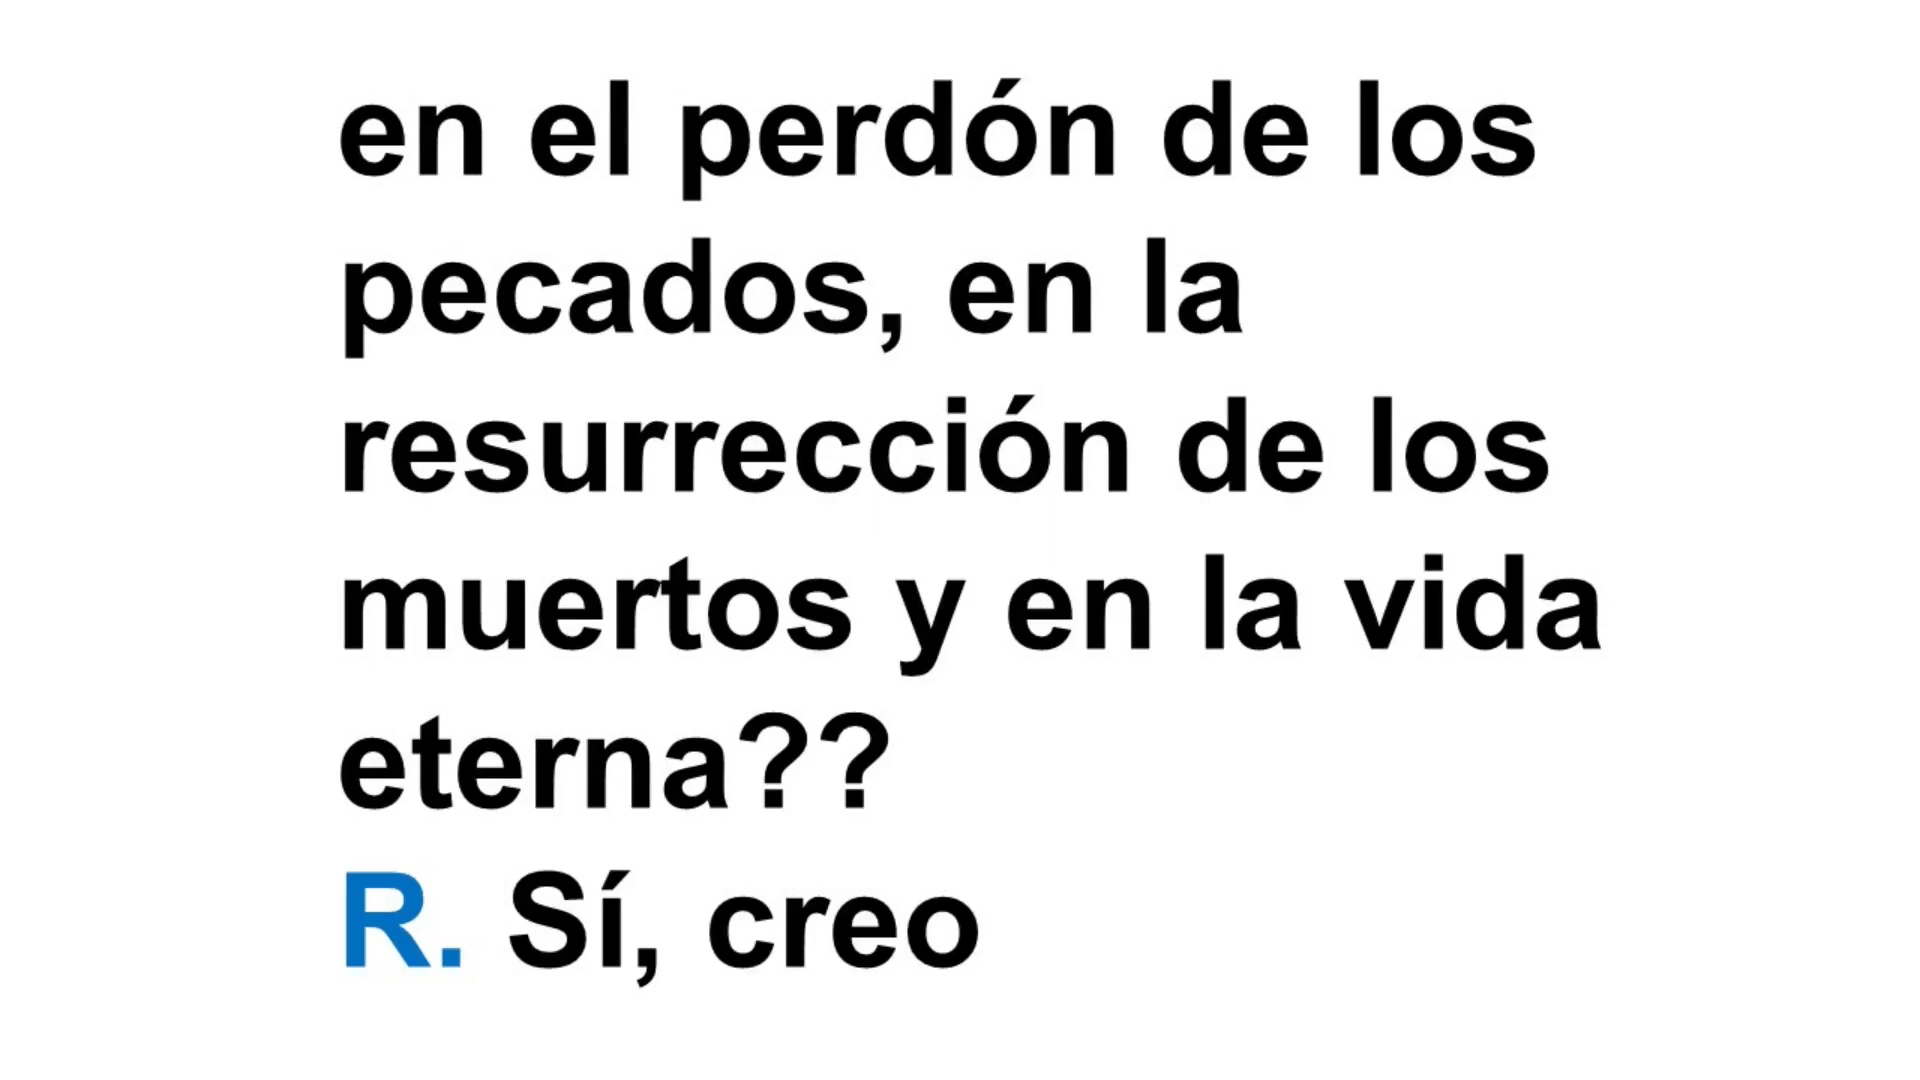 en el perdón de los
pecados, en la
resurrección de los
muertos y en la vida
eterna??
R. Sí, creo